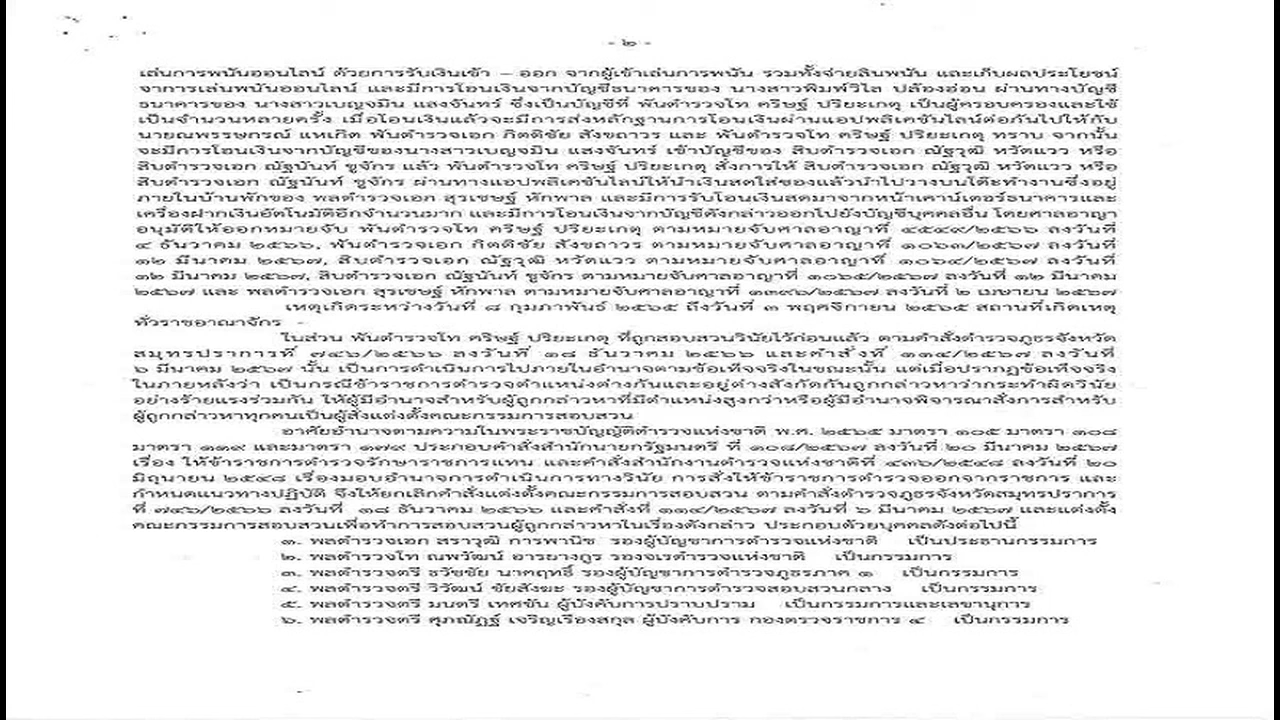 - ๒ -
เล่นการพนันออนไลน์ ด้วยการรับเงินเข้า – ออก จากผู้เข้าเล่นการพนัน รวมทั้งจ่ายสินพนัน และเก็บผลประโยชน์
จากการเล่นพนันออนไลน์ และมีการโอนเงินจากบัญชีธนาคารของ นางสาวพิมพ์วิไล ปล้องอ่อน ผ่านทางบัญชี
ธนาคารของ นางสาวเบญจมิน แสงจันทร์ ซึ่งเป็นบัญชีที่ พันตำรวจโท คริษฐ์ ปริยะเกตุ เป็นผู้ครอบครองและใช้
เป็นจำนวนหลายครั้ง เมื่อโอนเงินแล้วจะมีการส่งหลักฐานการโอนเงินผ่านแอปพลิเคชันไลน์ต่อกันไปให้กับ
นายณพรรษกรณ์ แหเกิด พันตำรวจเอก กิตติชัย สังขถาวร และ พันตำรวจโท คริษฐ์ ปริยะเกตุ ทราบ จากนั้น
จะมีการโอนเงินจากบัญชีของนางสาวเบญจมิน แสงจันทร์ เข้าบัญชีของ สิบตำรวจเอก ณัฐวุฒิ หวัดแวว หรือ
สิบตำรวจเอก ณัฐนันท์ ชูจักร แล้ว พันตำรวจโท คริษฐ์ ปริยะเกตุ สั่งการให้ สิบตำรวจเอก ณัฐวุฒิ หวัดแวว หรือ
สิบตำรวจเอก ณัฐนันท์ ชูจักร ผ่านทางแอปพลิเคชันไลน์ให้นำเงินสดใส่ซองแล้วนำไปวางบนโต๊ะทำงานซึ่งอยู่
ภายในบ้านพักของ พลตำรวจเอก สุรเชษฐ์ หักพาล และมีการรับโอนเงินสดมาจากหน้าเคาน์เตอร์ธนาคารและ
เครื่องฝากเงินอัตโนมัติอีกจำนวนมาก และมีการโอนเงินจากบัญชีดังกล่าวออกไปยังบัญชีบุคคลอื่น โดยศาลอาญา
อนุมัติให้ออกหมายจับ พันตำรวจโท คริษฐ์ ปริยะเกตุ ตามหมายจับศาลอาญาที่ ๔๕๔๙/๒๕๖๖ ลงวันที่
๔ ธันวาคม ๒๕๖๖, พันตำรวจเอก กิตติชัย สังขถาวร ตามหมายจับศาลอาญาที่ ๑๐๖๓/๒๕๖๗ ลงวันที่
๑๒ มีนาคม ๒๕๖๗, สิบตำรวจเอก ณัฐวุฒิ หวัดแวว ตามหมายจับศาลอาญาที่ ๑๐๖๔/๒๕๖๗ ลงวันที่
๑๒ มีนาคม ๒๕๖๗, สิบตำรวจเอก ณัฐนันท์ ชูจักร ตามหมายจับศาลอาญาที่ ๑๐๖๕/๒๕๖๗ ลงวันที่ ๑๒ มีนาคม
๒๕๖๗ และ พลตำรวจเอก สุรเชษฐ์ หักพาล ตามหมายจับศาลอาญาที่ ๑๓๙๖/๒๕๖๗ ลงวันที่ ๒ เมษายน ๒๕๖๗
เหตุเกิดระหว่างวันที่ ๘ กุมภาพันธ์ ๒๕๖๕ ถึงวันที่ ๓ พฤศจิกายน ๒๕๖๕ สถานที่เกิดเหตุ
ทั่วราชอาณาจักร
ในส่วน พันตำรวจโท คริษฐ์ ปริยะเกตุ ที่ถูกสอบสวนวินัยไว้ก่อนแล้ว ตามคำสั่งตำรวจภูธรจังหวัด
สมุทรปราการที่ ๗๔๖/๒๕๖๖ ลงวันที่ ๑๘ ธันวาคม ๒๕๖๖ และคำสั่งที่ ๑๑๔/๒๕๖๗ ลงวันที่
๖ มีนาคม ๒๕๖๗ นั้น เป็นการดำเนินการไปภายในอำนาจตามข้อเท็จจริงในขณะนั้น แต่เมื่อปรากฏข้อเท็จจริง
ในภายหลังว่า เป็นกรณีข้าราชการตำรวจตำแหน่งต่างกันและอยู่ต่างสังกัดกันถูกกล่าวหาว่ากระทำผิดวินัย
อย่างร้ายแรงร่วมกัน ให้ผู้มีอำนาจสำหรับผู้ถูกกล่าวหาที่มีตำแหน่งสูงกว่าหรือผู้มีอำนาจพิจารณาสั่งการสำหรับ
ผู้ถูกกล่าวหาทุกคนเป็นผู้สั่งแต่งตั้งคณะกรรมการสอบสวน
อาศัยอำนาจตามความในพระราชบัญญัติตำรวจแห่งชาติ พ.ศ. ๒๕๖๕ มาตรา ๑๐๕ มาตรา ๑๐๘
มาตรา ๑๑๙ และมาตรา ๑๗๙ ประกอบคำสั่งสำนักนายกรัฐมนตรี ที่ ๑๐๘/๒๕๖๗ ลงวันที่ ๒๐ มีนาคม ๒๕๖๗
เรื่อง ให้ข้าราชการตำรวจรักษาราชการแทน และคำสั่งสำนักงานตำรวจแห่งชาติที่ ๔๓๖/๒๕๔๘ ลงวันที่ ๒๐
มิถุนายน ๒๕๔๘ เรื่องมอบอำนาจการดำเนินการทางวินัย การสั่งให้ข้าราชการตำรวจออกจากราชการ และ
กำหนดแนวทางปฏิบัติ จึงให้ยกเลิกคำสั่งแต่งตั้งคณะกรรมการสอบสวน ตามคำสั่งตำรวจภูธรจังหวัดสมุทรปราการ
ที่ ๗๔๖/๒๕๖๖ ลงวันที่ ๑๘ ธันวาคม ๒๕๖๖ และคำสั่งที่ ๑๑๔/๒๕๖๗ ลงวันที่ ๖ มีนาคม ๒๕๖๗ และแต่งตั้ง
คณะกรรมการสอบสวนเพื่อทำการสอบสวนผู้ถูกกล่าวหาในเรื่องดังกล่าว ประกอบด้วยบุคคลดังต่อไปนี้
๑. พลตำรวจเอก สราวุฒิ การพานิช รองผู้บัญชาการตำรวจแห่งชาติ เป็นประธานกรรมการ
๒. พลตำรวจโท ณพวัฒน์ อารยางกูร รองจเรตำรวจแห่งชาติ เป็นกรรมการ
๓. พลตำรวจตรี ธวัชชัย นาคฤทธิ์ รองผู้บัญชาการตำรวจภูธรภาค ๑ เป็นกรรมการ
๔. พลตำรวจตรี วิวัฒน์ ชัยสังฆะ รองผู้บัญชาการตำรวจสอบสวนกลาง เป็นกรรมการ
๕. พลตำรวจตรี มนตรี เทศขัน ผู้บังคับการปราบปราม เป็นกรรมการและเลขานุการ
๖. พลตำรวจตรี ศุภณัฏฐ์ เจริญเรืองสกุล ผู้บังคับการ กองตรวจราชการ ๔ เป็นกรรมการ